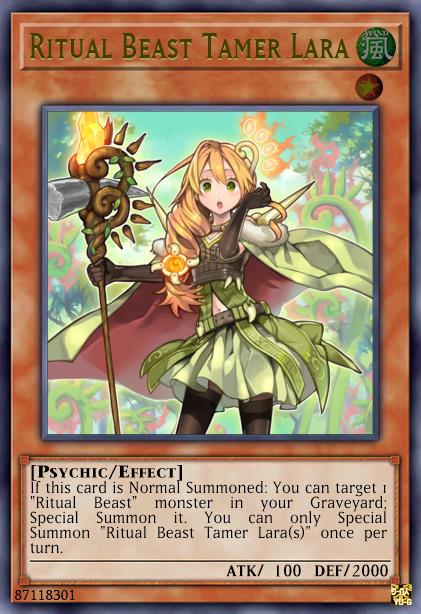 RITUAL BEAST TAMER LARA
WIND
風
[PSYCHIC/EFFECT]
If this card is Normal Summoned: You can target 1
"Ritual Beast" monster in your Graveyard;
Special Summon it. You can only Special
Summon "Ritual Beast Tamer Lara(s)" once per
turn.
ATK/ 100 DEF/2000
87118301